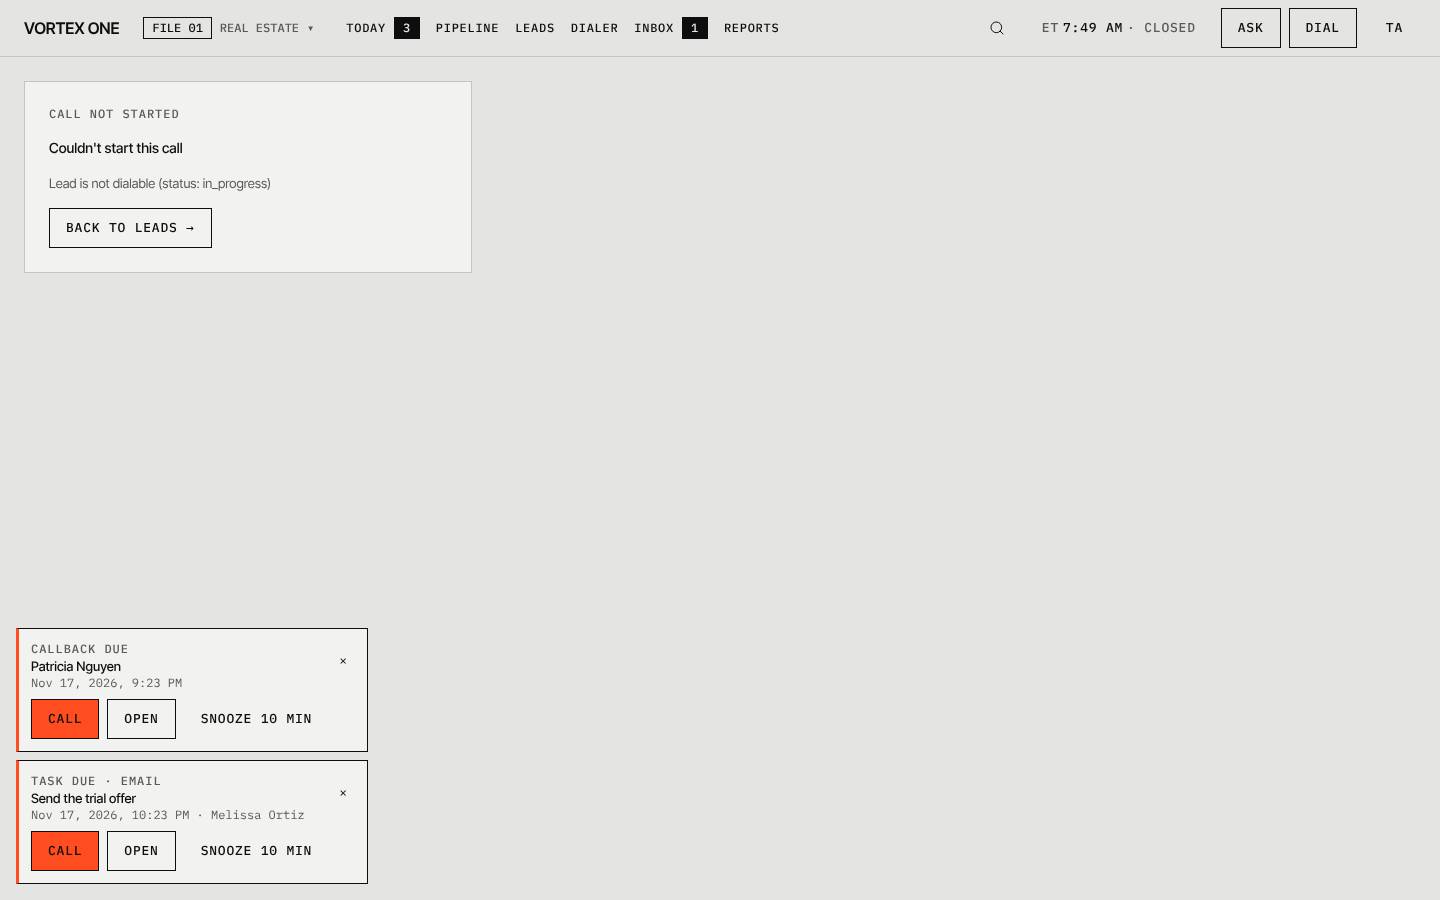 VORTEX ONE FILE 01 REAL ESTATE ▾ TODAY 3 PIPELINE LEADS DIALER INBOX 1 REPORTS ET 7:49 AM · CLOSED ASK DIAL TA
CALL NOT STARTED
Couldn't start this call
Lead is not dialable (status: in_progress)
BACK TO LEADS →
CALLBACK DUE
Patricia Nguyen
×
Nov 17, 2026, 9:23 PM
CALL OPEN SNOOZE 10 MIN
TASK DUE · EMAIL
Send the trial offer
×
Nov 17, 2026, 10:23 PM · Melissa Ortiz
CALL OPEN SNOOZE 10 MIN